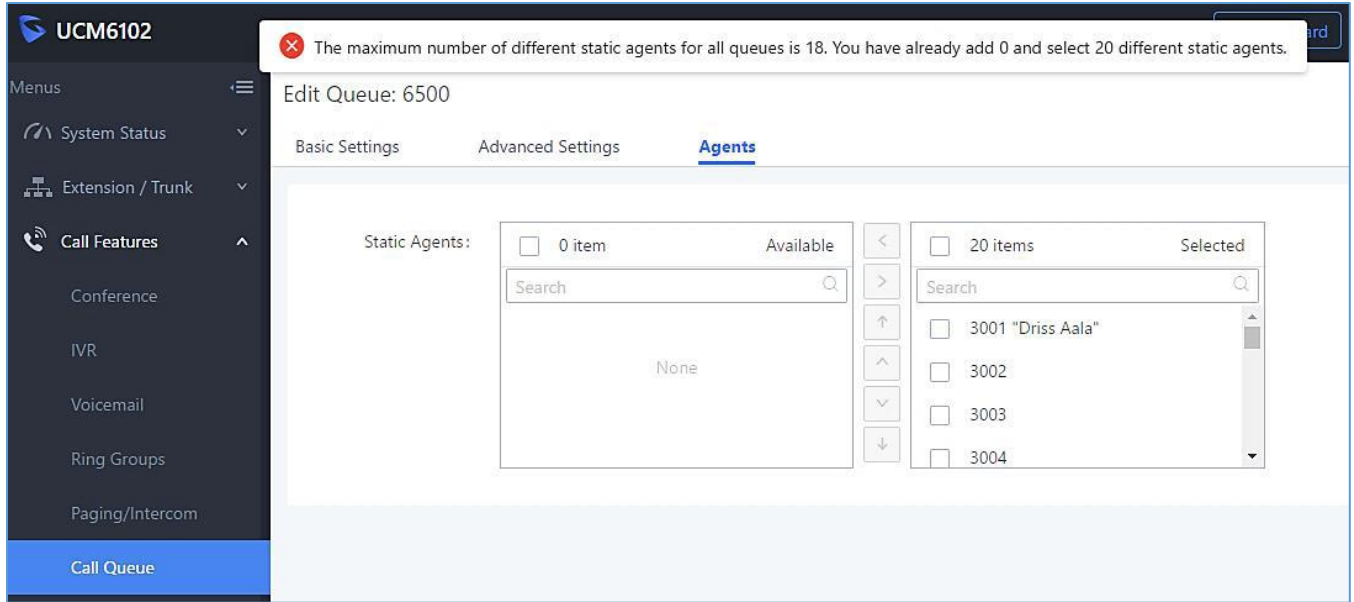 UCM6102
The maximum number of different static agents for all queues is 18. You have already add 0 and select 20 different static agents.
rd
Menus
Edit Queue: 6500
System Status
Basic Settings
Advanced Settings
Agents
Extension / Trunk
Call Features
Static Agents:
0 item
Available
20 items
Selected
Search
Search
Conference
3001 "Driss Aala"
IVR
None
3002
Voicemail
3003
Ring Groups
3004
Paging/Intercom
Call Queue